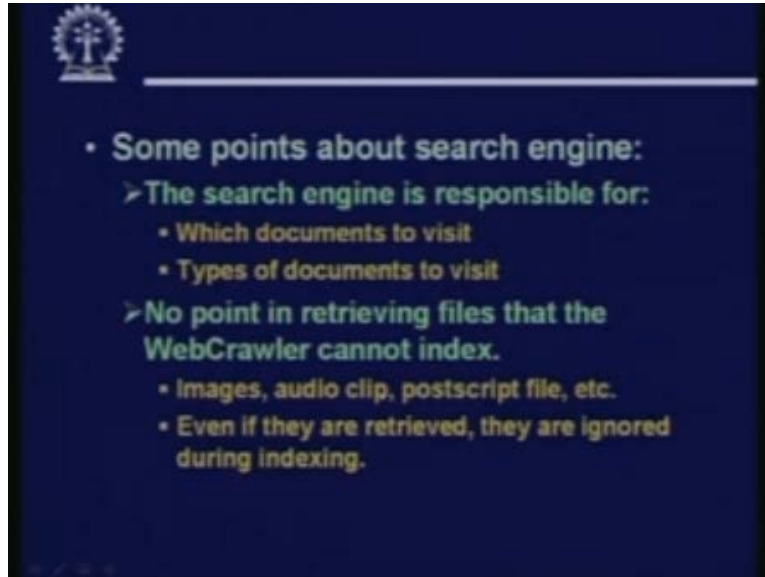 • Some points about search engine:
➢The search engine is responsible for:
▪ Which documents to visit
▪ Types of documents to visit
➢No point in retrieving files that the
WebCrawler cannot index.
▪ Images, audio clip, postscript file, etc.
▪ Even if they are retrieved, they are ignored
during indexing.